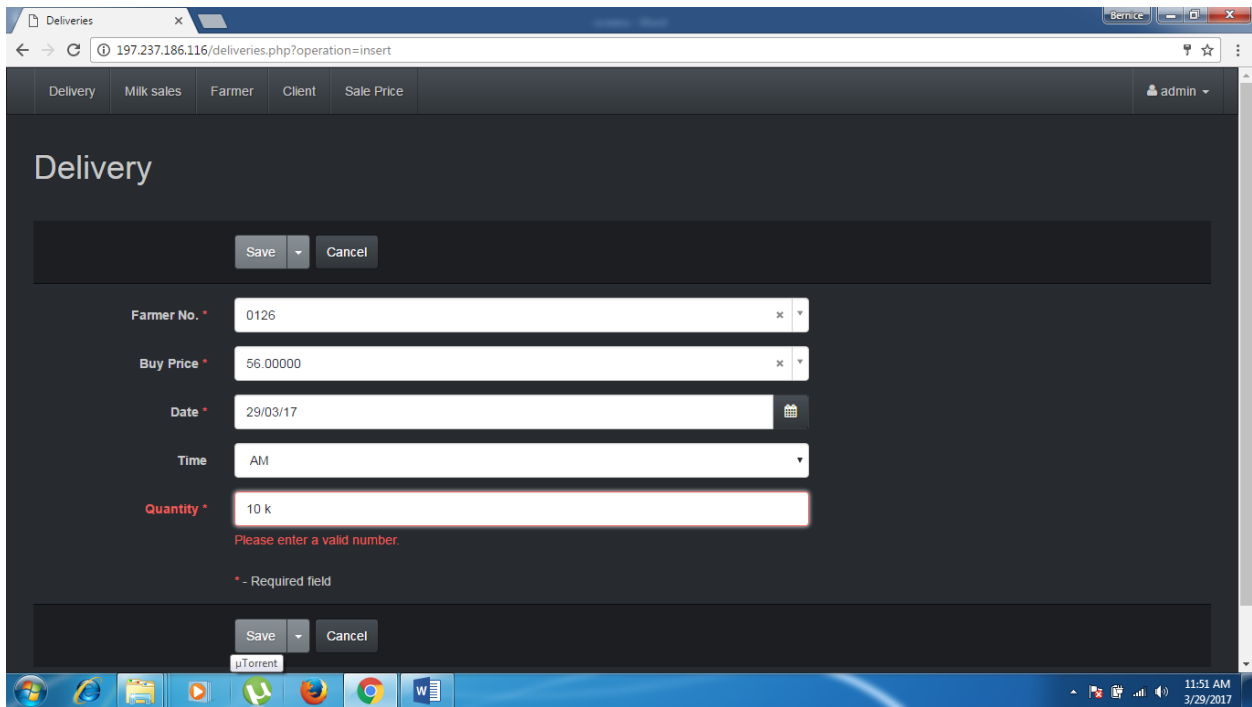 Deliveries
Bernice
197.237.186.116/deliveries.php?operation=insert
Delivery Milk sales Farmer Client Sale Price admin
Delivery
Save Cancel
Farmer No. * 0126
Buy Price * 56.00000
Date * 29/03/17
Time AM
Quantity * 10 k
Please enter a valid number.
* - Required field
Save Cancel
µTorrent
11:51 AM
3/29/2017